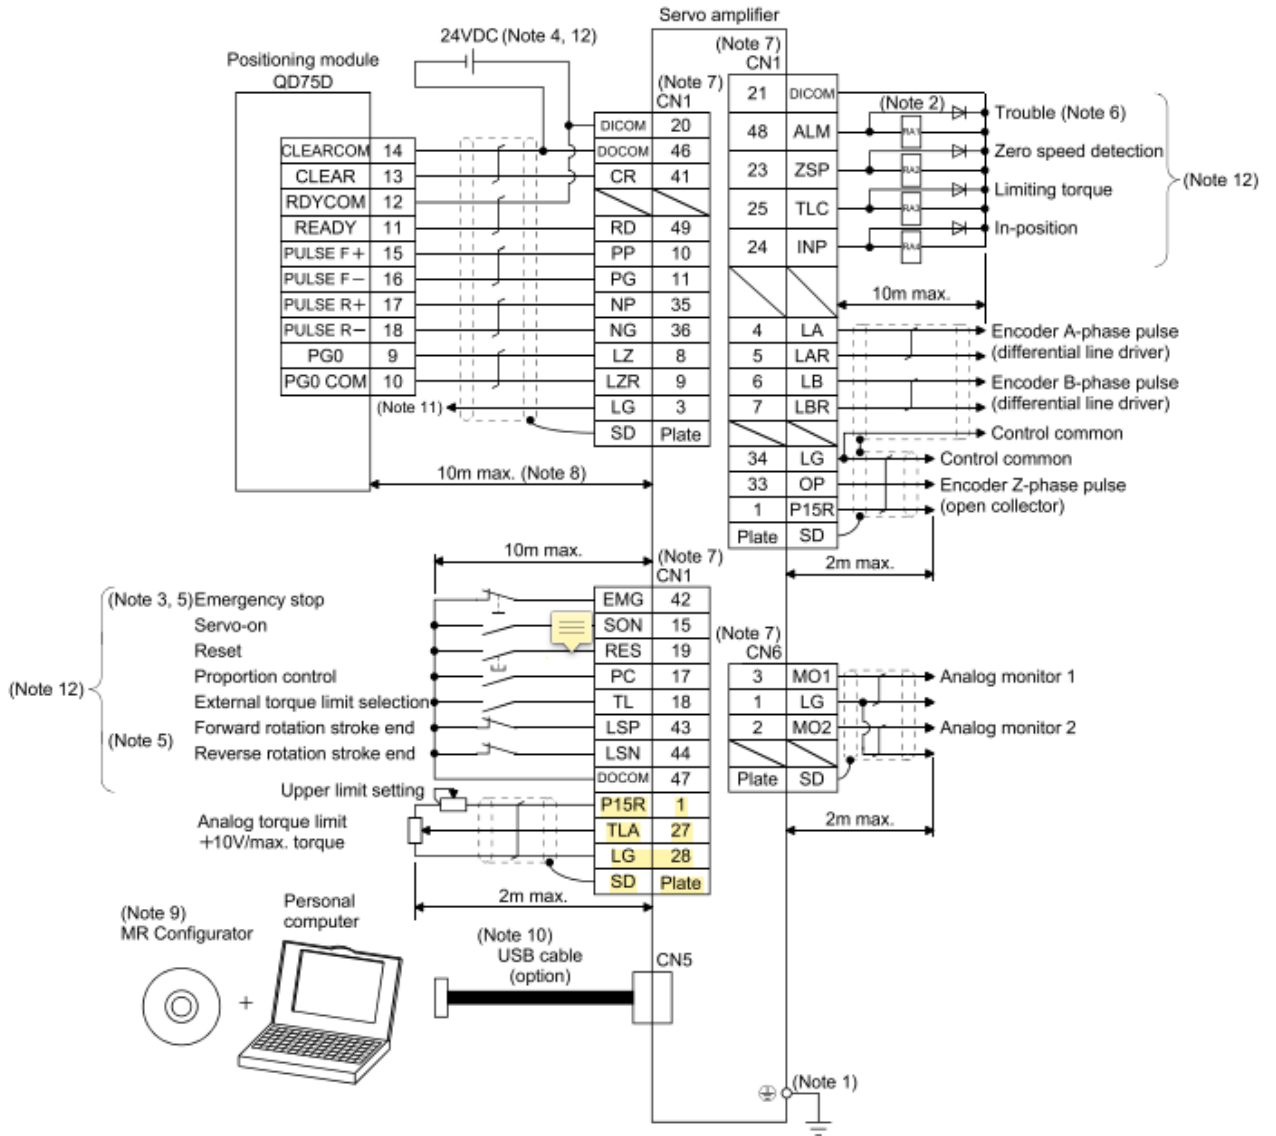 Servo amplifier
24VDC (Note 4, 12)
Positioning module
QD75D
(Note 7)
CN1
DICOM 20
CLEARCOM 14 DOCOM 46
CLEAR 13 CR 41
RDYCOM 12
READY 11 RD 49
PULSE F+ 15 PP 10
PULSE F− 16 PG 11
PULSE R+ 17 NP 35
PULSE R− 18 NG 36
PG0 9 LZ 8
PG0 COM 10 LZR 9
(Note 11) LG 3
SD Plate
10m max. (Note 8)
(Note 7)
CN1
21 DICOM
(Note 2)
48 ALM RA1 Trouble (Note 6)
23 ZSP RA2 Zero speed detection
25 TLC RA3 Limiting torque
24 INP RA4 In-position
(Note 12)
10m max.
4 LA Encoder A-phase pulse
5 LAR (differential line driver)
6 LB Encoder B-phase pulse
7 LBR (differential line driver)
Control common
34 LG Control common
33 OP Encoder Z-phase pulse
1 P15R (open collector)
Plate SD
2m max.
10m max.
(Note 7)
CN1
(Note 3, 5) Emergency stop EMG 42
Servo-on SON 15
Reset RES 19
Proportion control PC 17
External torque limit selection TL 18
Forward rotation stroke end LSP 43
Reverse rotation stroke end LSN 44
(Note 12)
(Note 5)
DOCOM 47
Upper limit setting P15R 1
Analog torque limit TLA 27
+10V/max. torque
LG 28
SD Plate
2m max.
(Note 7)
CN6
3 MO1 Analog monitor 1
1 LG
2 MO2 Analog monitor 2
Plate SD
2m max.
(Note 9)
MR Configurator
+
Personal
computer
(Note 10)
USB cable
(option)
CN5
(Note 1)